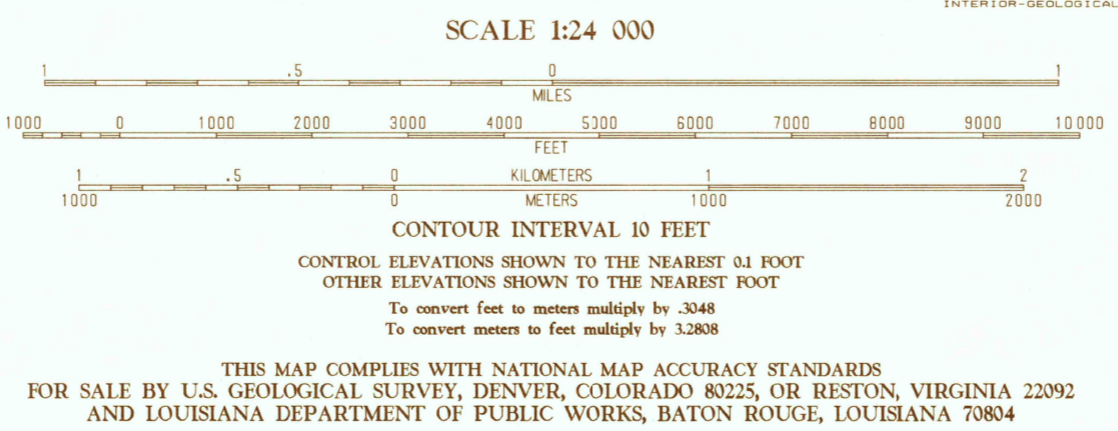 INTERIOR-GEOLOGICAL
SCALE 1:24 000
1 .5 0 1
MILES
1000 0 1000 2000 3000 4000 5000 6000 7000 8000 9000 10 000
FEET
1 .5 0 KILOMETERS 1 2
1000 0 METERS 1000 2000
CONTOUR INTERVAL 10 FEET
CONTROL ELEVATIONS SHOWN TO THE NEAREST 0.1 FOOT
OTHER ELEVATIONS SHOWN TO THE NEAREST FOOT
To convert feet to meters multiply by .3048
To convert meters to feet multiply by 3.2808
THIS MAP COMPLIES WITH NATIONAL MAP ACCURACY STANDARDS
FOR SALE BY U.S. GEOLOGICAL SURVEY, DENVER, COLORADO 80225, OR RESTON, VIRGINIA 22092
AND LOUISIANA DEPARTMENT OF PUBLIC WORKS, BATON ROUGE, LOUISIANA 70804